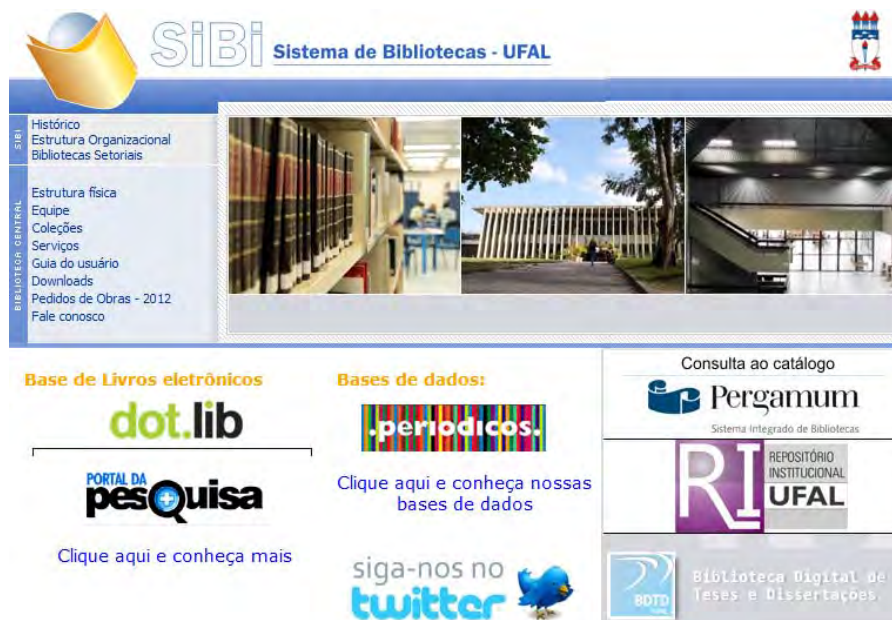 SiBi Sistema de Bibliotecas - UFAL
SIBI
Histórico
Estrutura Organizacional
Bibliotecas Setoriais
BIBLIOTECA CENTRAL
Estrutura física
Equipe
Coleções
Serviços
Guia do usuário
Downloads
Pedidos de Obras - 2012
Fale conosco
Base de Livros eletrônicos
dot.lib
PORTAL DA
pesQuisa
Clique aqui e conheça mais
Bases de dados:
.periodicos.
Clique aqui e conheça nossas
bases de dados
siga-nos no
twitter
Consulta ao catálogo
Pergamum
Sistema Integrado de Bibliotecas
RI
REPOSITÓRIO
INSTITUCIONAL
UFAL
BDTD
Biblioteca Digital de
Teses e Dissertações